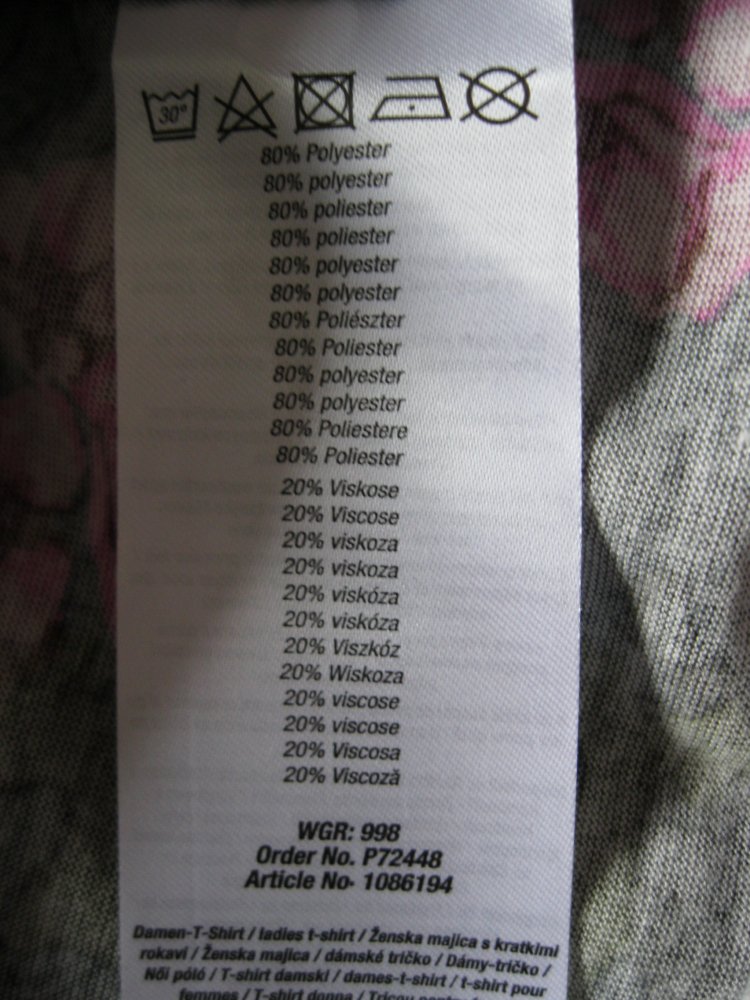 30°
80% Polyester
80% polyester
80% poliester
80% poliester
80% polyester
80% polyester
80% Poliészter
80% Poliester
80% polyester
80% polyester
80% Poliestere
80% Poliester
20% Viskose
20% Viscose
20% viskoza
20% viskoza
20% viskóza
20% viskóza
20% Viszkóz
20% Wiskoza
20% viscose
20% viscose
20% Viscosa
20% Viscoză
WGR: 998
Order No. P72448
Article No- 1086194
Damen-T-Shirt / ladies t-shirt / Ženska majica s kratkimi
rokavi / Ženska majica / dámské tričko / Dámy-tričko /
Női póló / T-shirt damski / dames-t-shirt / t-shirt pour
femmes / T-shirt donna / Tricou